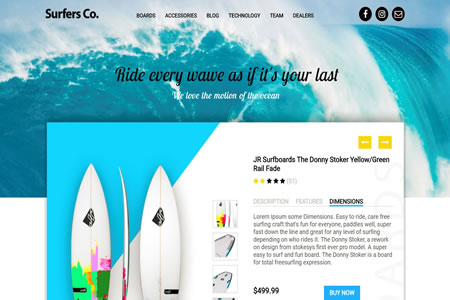 Surfers Co.
BOARDS ACCESSORIES BLOG TECHNOLOGY TEAM DEALERS
Ride every wawe as if it's your last
We love the motion of the ocean
JR Surfboards The Donny Stoker Yellow/Green
Rail Fade
DESCRIPTION FEATURES DIMENSIONS
Lorem Ipsum some Dimensions. Easy to ride, care free
surfing craft that's fun for everyone, paddles well, super
fast down the line and great for any level of surfing
depending on who rides it. The Donny Stoker, a rework
on design from stokeys first ever pro model. A super
easy to surf and fun board. The Donny Stoker is a board
for total freesurfing expression.
$499.99
BUY NOW